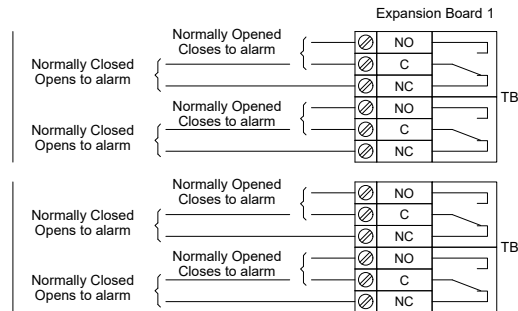 Expansion Board 1
Normally Opened
Closes to alarm
NO
Normally Closed
Opens to alarm
C
NC
TB
Normally Opened
Closes to alarm
NO
Normally Closed
Opens to alarm
C
NC
Normally Opened
Closes to alarm
NO
Normally Closed
Opens to alarm
C
NC
TB
Normally Opened
Closes to alarm
NO
Normally Closed
Opens to alarm
C
NC